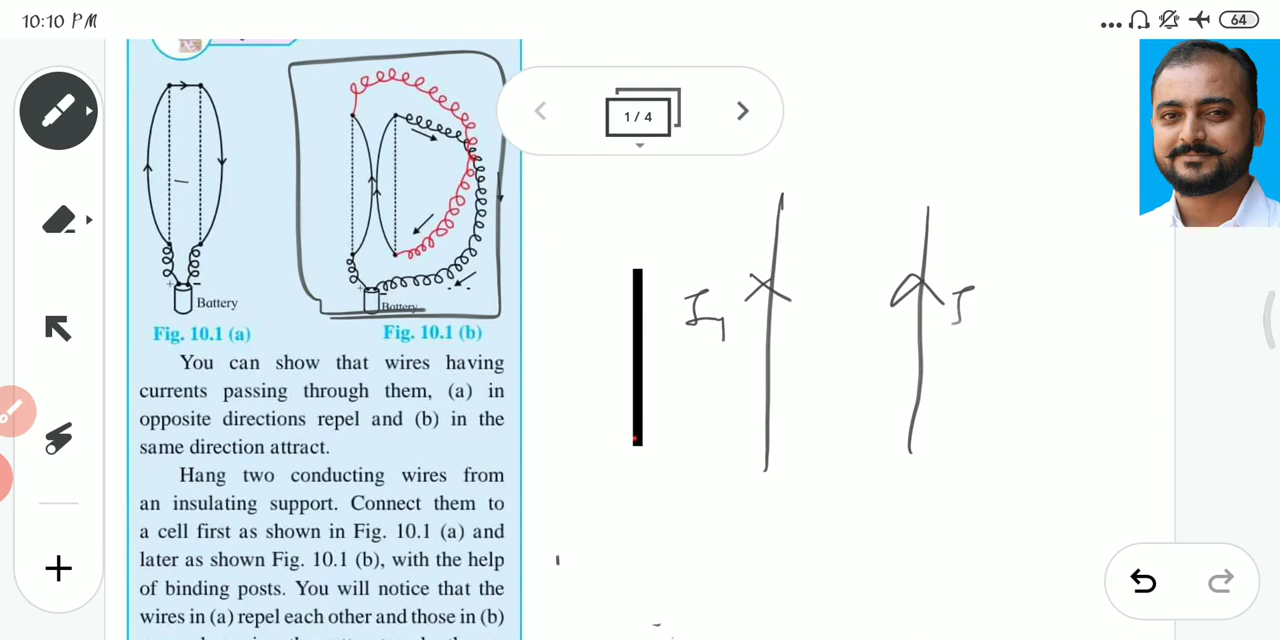 10:10 PM
64
1 / 4
+
-
Battery
+
-
Battery
Fig. 10.1 (a)
Fig. 10.1 (b)
You can show that wires having
currents passing through them, (a) in
opposite directions repel and (b) in the
same direction attract.
Hang two conducting wires from
an insulating support. Connect them to
a cell first as shown in Fig. 10.1 (a) and
later as shown Fig. 10.1 (b), with the help
of binding posts. You will notice that the
wires in (a) repel each other and those in (b)
I1
I